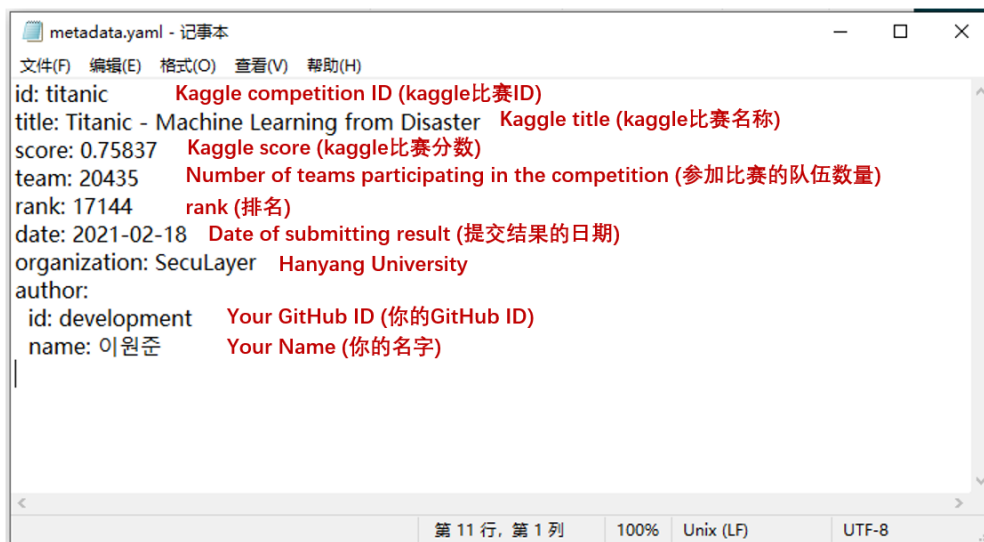 metadata.yaml - 记事本
文件(F) 编辑(E) 格式(O) 查看(V) 帮助(H)
id: titanic Kaggle competition ID (kaggle比赛ID)
title: Titanic - Machine Learning from Disaster Kaggle title (kaggle比赛名称)
score: 0.75837 Kaggle score (kaggle比赛分数)
team: 20435 Number of teams participating in the competition (参加比赛的队伍数量)
rank: 17144 rank (排名)
date: 2021-02-18 Date of submitting result (提交结果的日期)
organization: SecuLayer Hanyang University
author:
id: development Your GitHub ID (你的GitHub ID)
name: 이원준 Your Name (你的名字)
第 11 行，第 1 列 100% Unix (LF) UTF-8